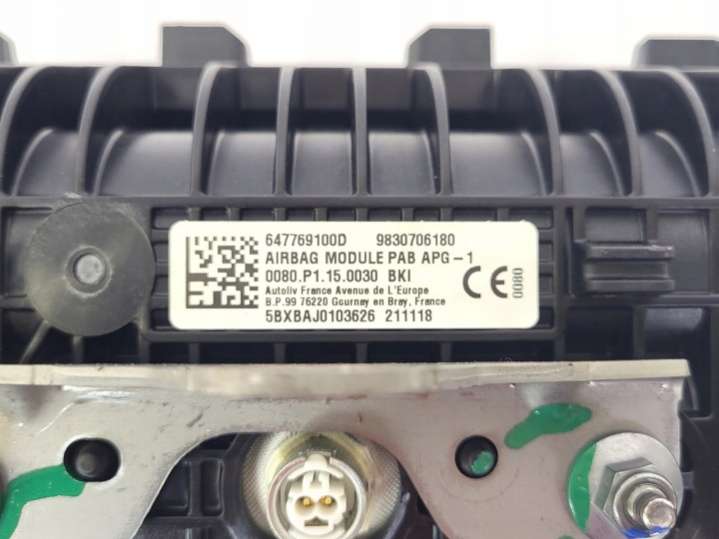 647769100D 9830706180
AIRBAG MODULE PAB APG-1
0080.P1.15.0030 BKI
Autoliv France Avenue de L'Europe
B.P.99 76220 Gournay en Bray, France
5BXBAJ0103626 211118
CE 0080